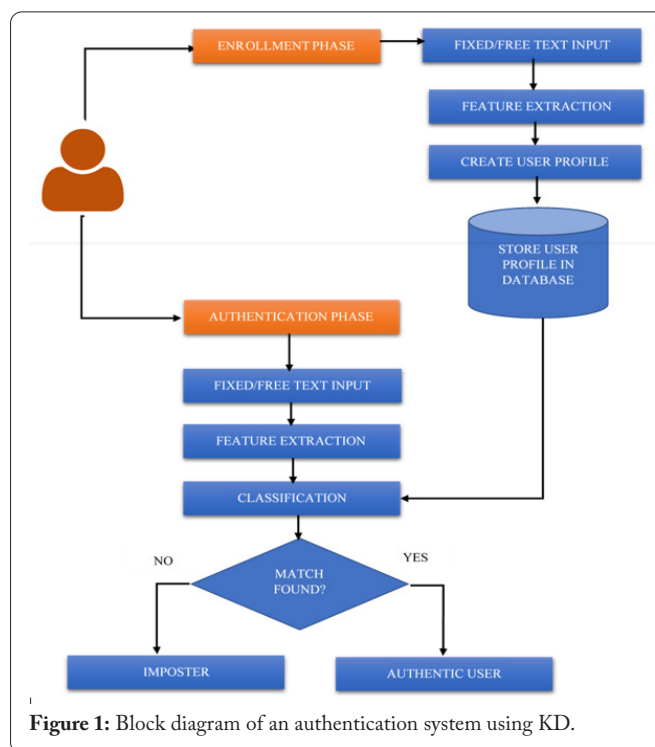 ENROLLMENT PHASE
FIXED/FREE TEXT INPUT
FEATURE EXTRACTION
CREATE USER PROFILE
STORE USER
PROFILE IN
DATABASE
AUTHENTICATION PHASE
FIXED/FREE TEXT INPUT
FEATURE EXTRACTION
CLASSIFICATION
NO
YES
MATCH
FOUND?
IMPOSTER
AUTHENTIC USER
Figure 1: Block diagram of an authentication system using KD.